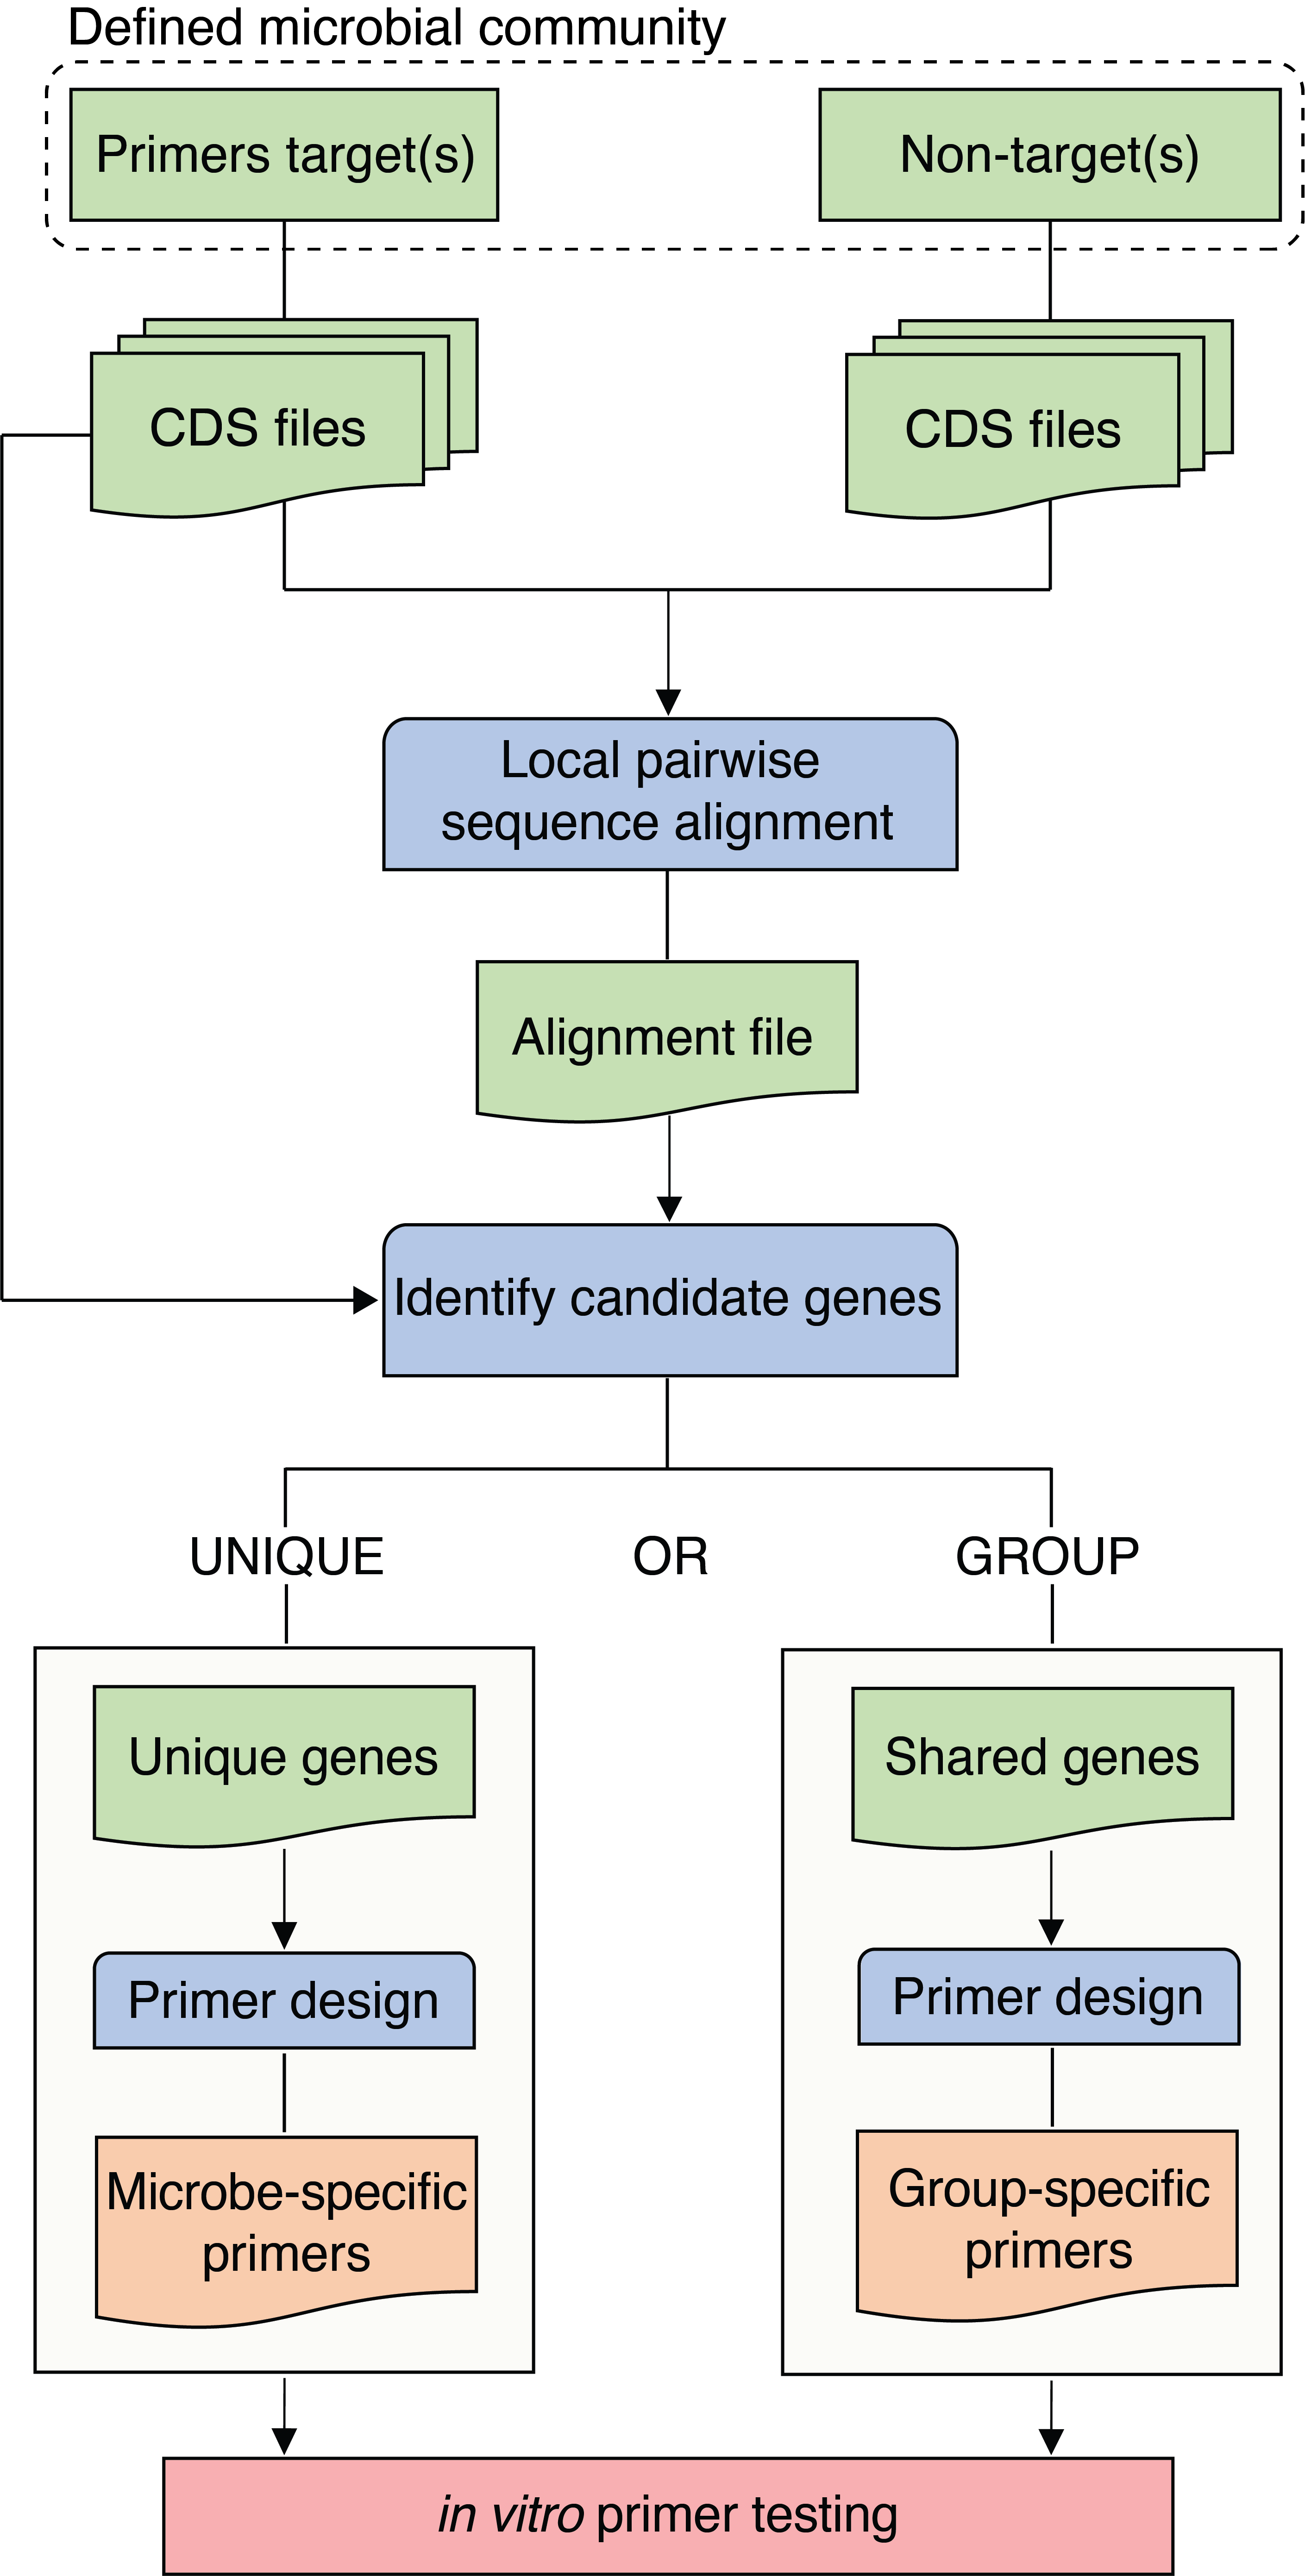 Defined microbial community
Primers target(s)
Non-target(s)
CDS files
CDS files
Local pairwise
sequence alignment
Alignment file
Identify candidate genes
UNIQUE
OR
GROUP
Unique genes
Shared genes
Primer design
Primer design
Microbe-specific
primers
Group-specific
primers
in vitro primer testing